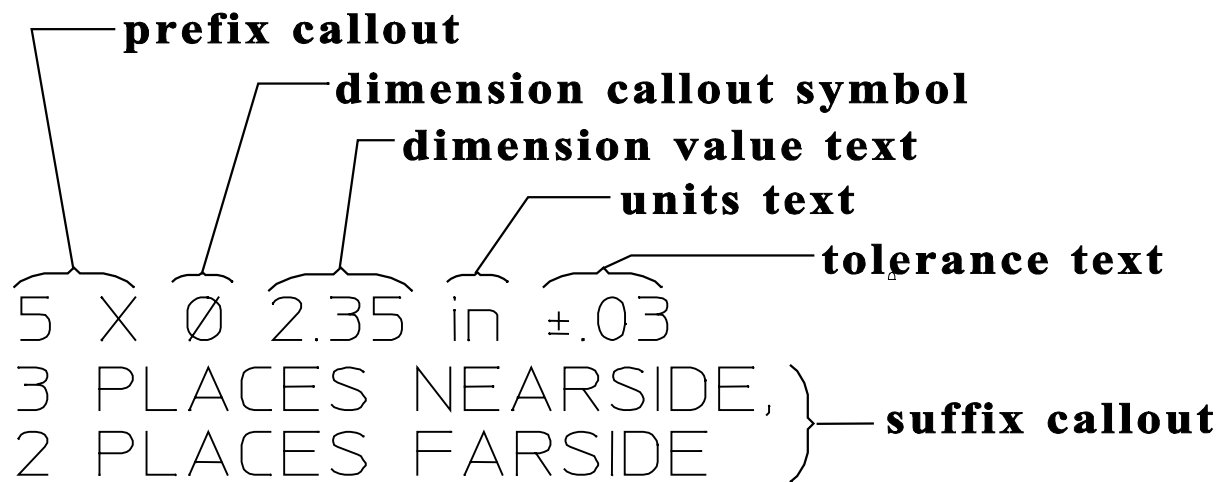 prefix callout
dimension callout symbol
dimension value text
units text
tolerance text
5 X Ø 2.35 in ±.03
3 PLACES NEARSIDE,
2 PLACES FARSIDE
suffix callout